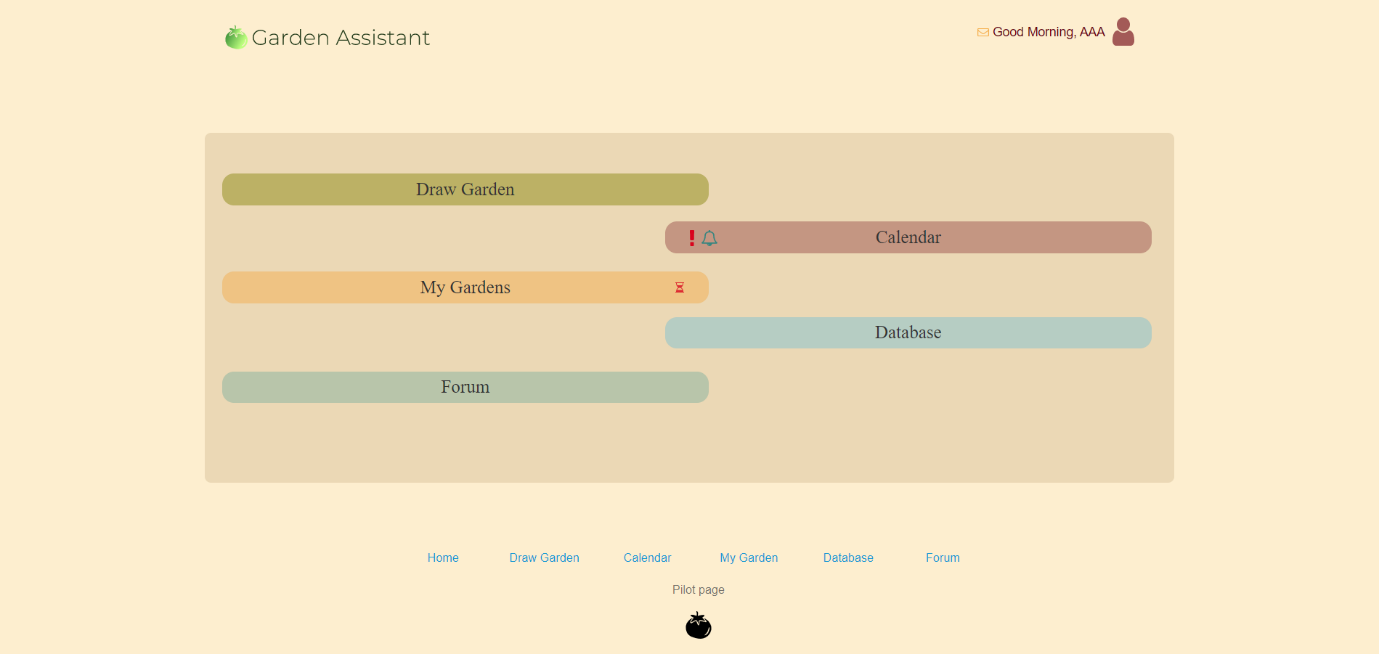 Garden Assistant
Good Morning, AAA
Draw Garden
Calendar
My Gardens
Database
Forum
Home Draw Garden Calendar My Garden Database Forum
Pilot page